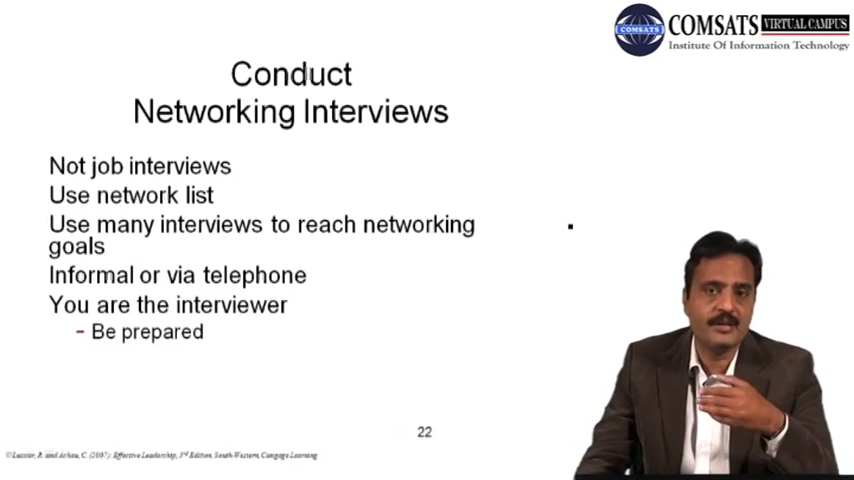 COMSATS VIRTUAL CAMPUS
COMSATS
Institute Of Information Technology
Conduct
Networking Interviews
Not job interviews
Use network list
Use many interviews to reach networking
goals
Informal or via telephone
You are the interviewer
- Be prepared
22
© Lussier, R. and Achua, C. (2007): Effective Leadership, 3rd Edition, South-Western, Cengage Learning